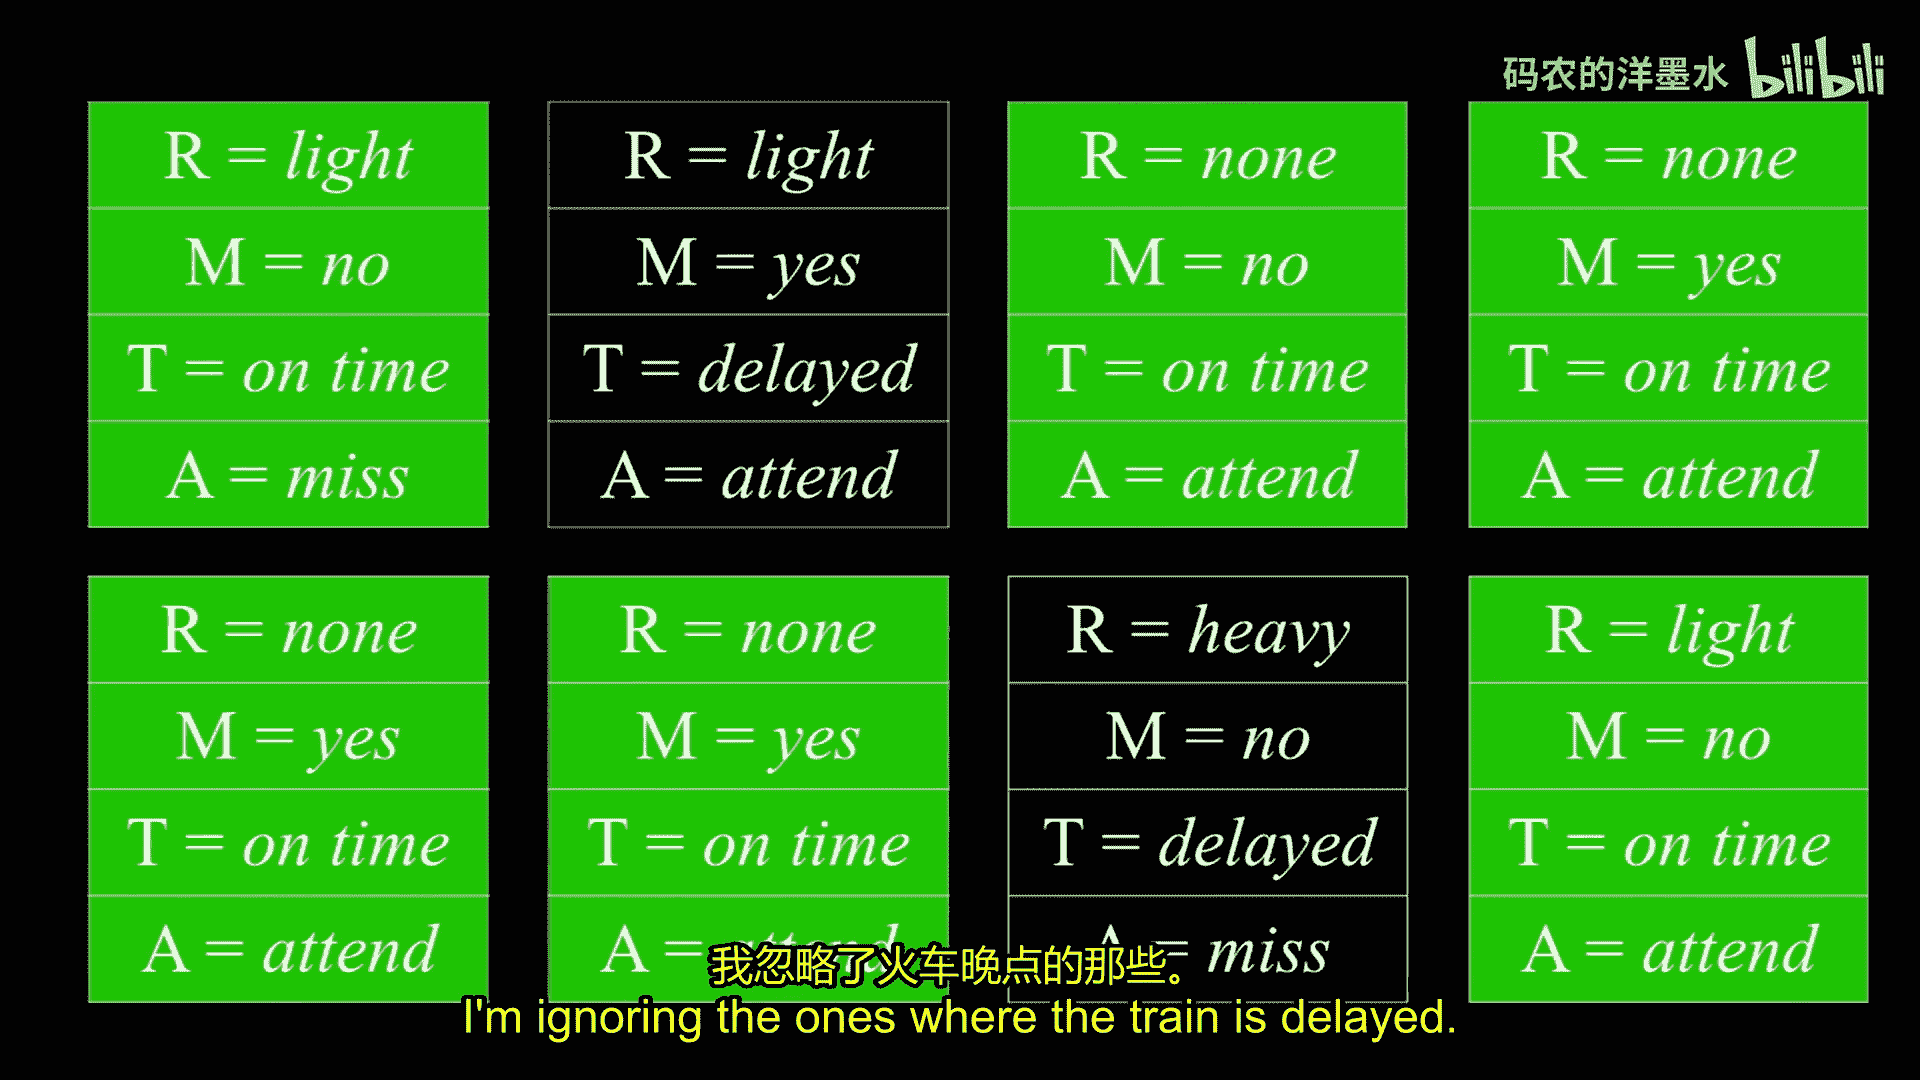 码农的洋墨水 bilibili
R = light
M = no
T = on time
A = miss
R = light
M = yes
T = delayed
A = attend
R = none
M = no
T = on time
A = attend
R = none
M = yes
T = on time
A = attend
R = none
M = yes
T = on time
A = attend
R = none
M = yes
T = on time
A = attend
R = heavy
M = no
T = delayed
A = miss
R = light
M = no
T = on time
A = attend
我忽略了火车晚点的那些。
I'm ignoring the ones where the train is delayed.